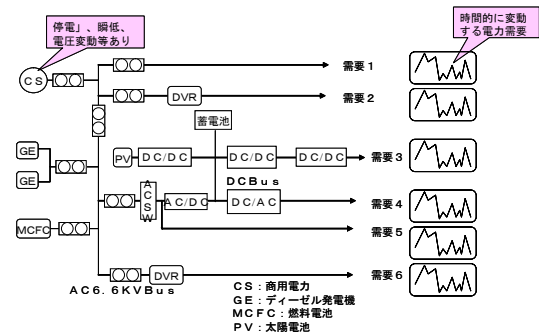 停電」、瞬低、
電圧変動等あり
時間的に変動
する電力需要
CS
需要1
DVR
需要2
蓄電池
GE
GE
PV
DC/DC
DC/DC
DC/DC
需要3
DCBus
ACSW
AC/DC
DC/AC
需要4
MCFC
需要5
DVR
需要6
AC6.6KVBus
CS:商用電力
GE:ディーゼル発電機
MCFC:燃料電池
PV:太陽電池